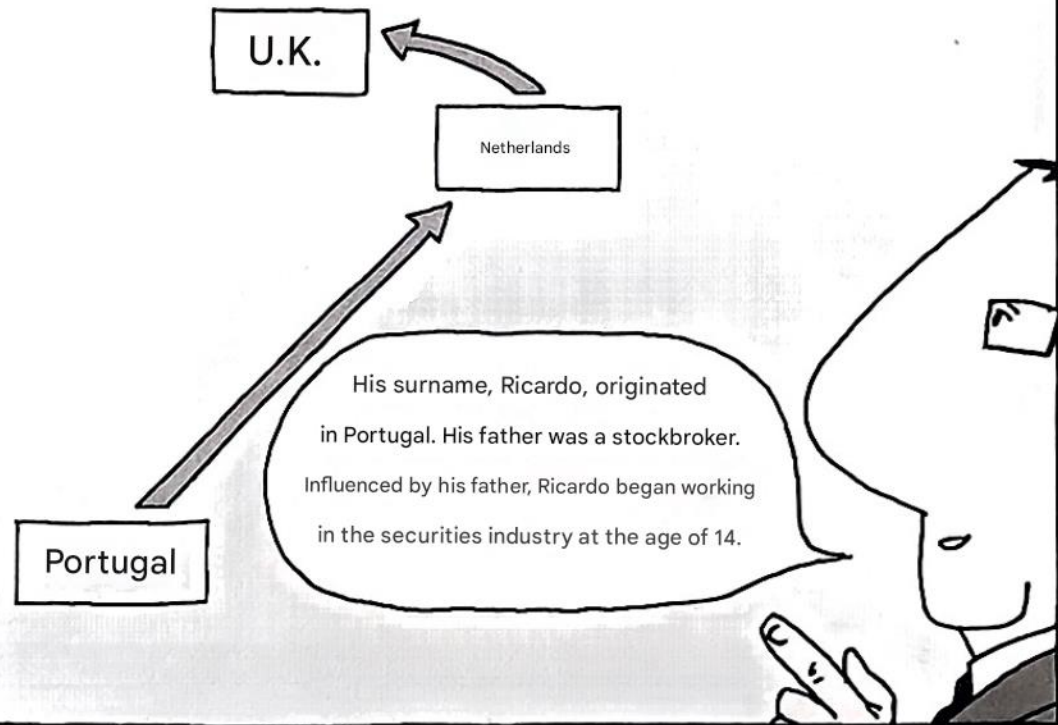 U.K.
Netherlands
His surname, Ricardo, originated
in Portugal. His father was a stockbroker.
Influenced by his father, Ricardo began working
in the securities industry at the age of 14.
Portugal